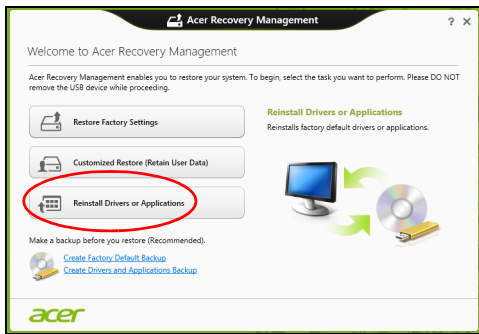 Acer Recovery Management
? X
Welcome to Acer Recovery Management
Acer Recovery Management enables you to restore your system. To begin, select the task you want to perform. Please DO NOT
remove the USB device while proceeding.
Restore Factory Settings
Customized Restore (Retain User Data)
Reinstall Drivers or Applications
Reinstall Drivers or Applications
Reinstalls factory default drivers or applications.
Make a backup before you restore (Recommended).
Create Factory Default Backup
Create Drivers and Applications Backup
acer